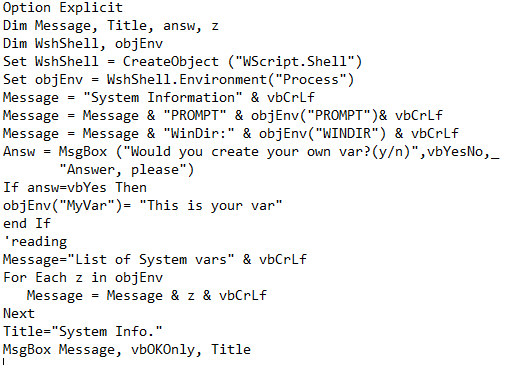 Option Explicit
Dim Message, Title, answ, z
Dim WshShell, objEnv
Set WshShell = CreateObject ("WScript.Shell")
Set objEnv = WshShell.Environment("Process")
Message = "System Information" & vbCrLf
Message = Message & "PROMPT" & objEnv("PROMPT")& vbCrLf
Message = Message & "WinDir:" & objEnv("WINDIR") & vbCrLf
Answ = MsgBox ("Would you create your own var?(y/n)",vbYesNo,_
       "Answer, please")
If answ=vbYes Then
objEnv("MyVar")= "This is your var"
end If
'reading
Message="List of System vars" & vbCrLf
For Each z in objEnv
   Message = Message & z & vbCrLf
Next
Title="System Info."
MsgBox Message, vbOKOnly, Title